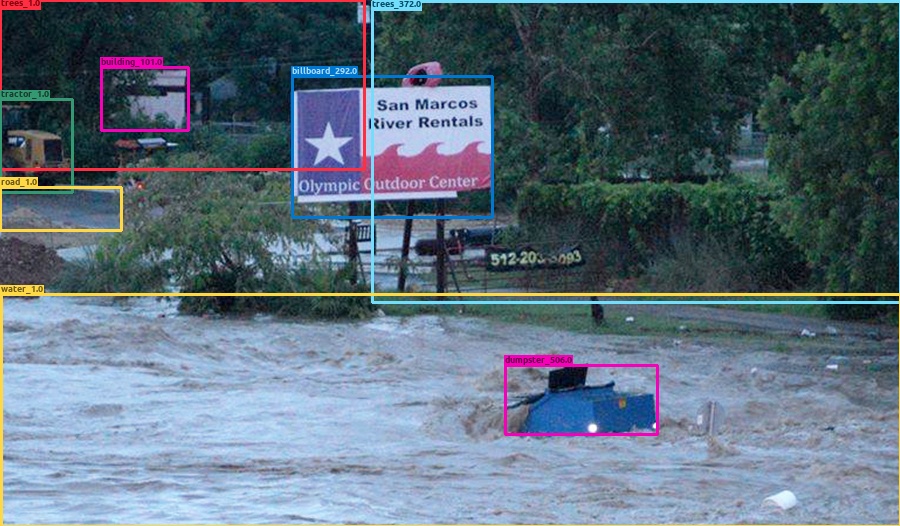 trees_1.0
trees_372.0
building_101.0
billboard_292.0
tractor_1.0
San Marcos
River Rentals
Olympic Outdoor Center
road_1.0
water_1.0
dumpster_506.0